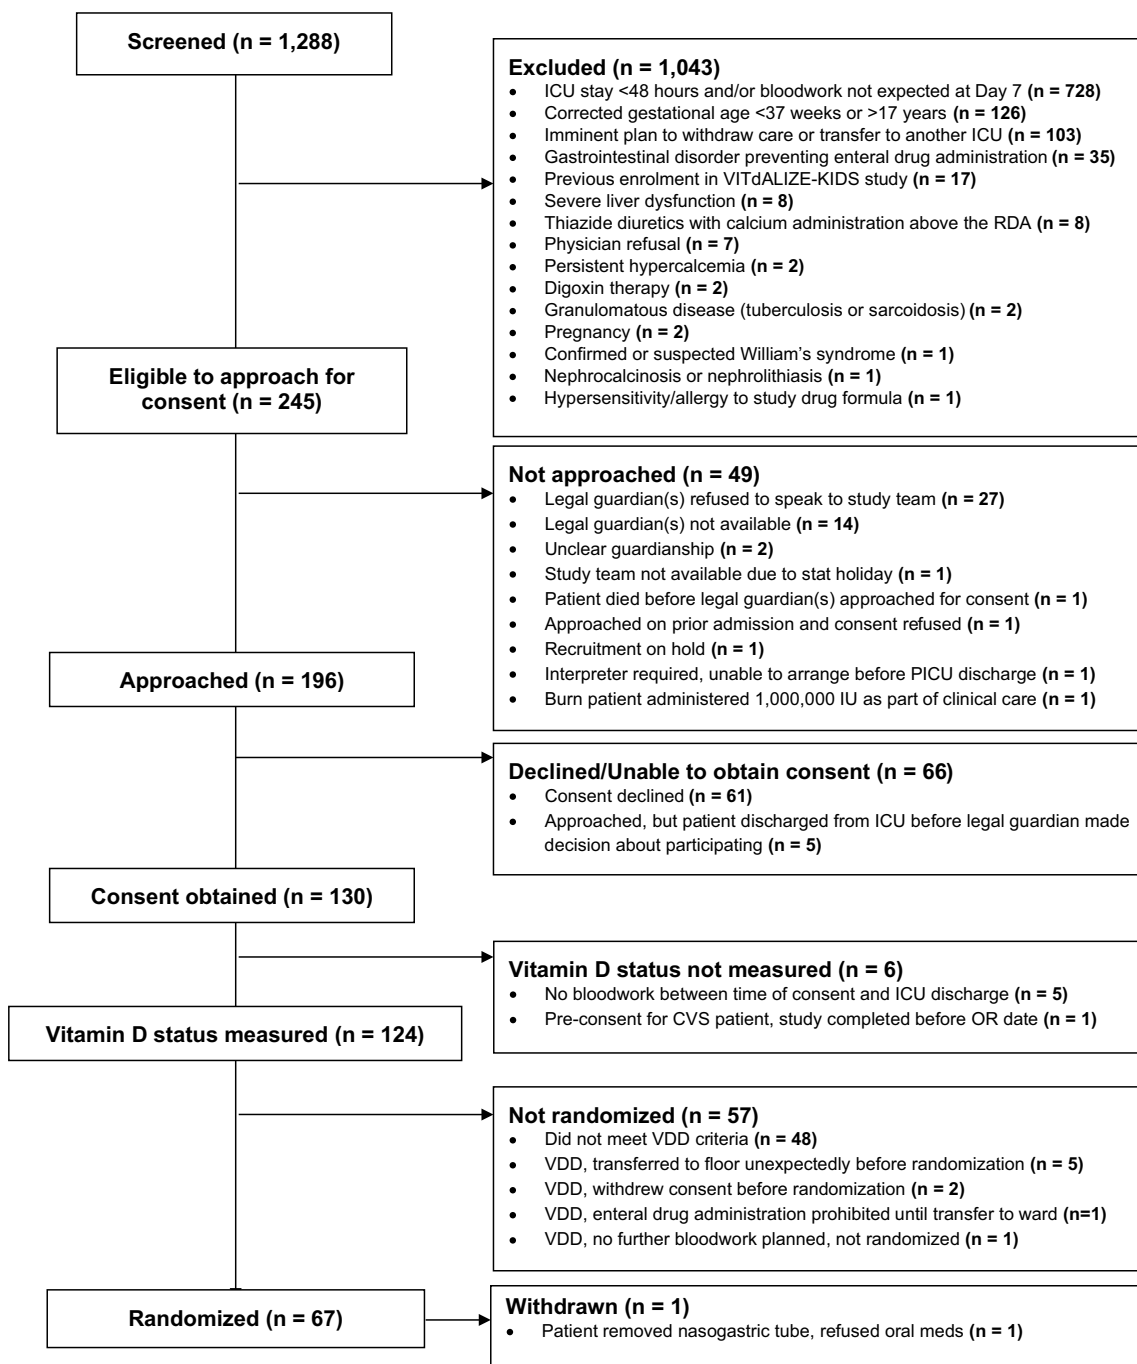 Screened (n = 1,288)
Excluded (n = 1,043)
• ICU stay <48 hours and/or bloodwork not expected at Day 7 (n = 728)
• Corrected gestational age <37 weeks or >17 years (n = 126)
• Imminent plan to withdraw care or transfer to another ICU (n = 103)
• Gastrointestinal disorder preventing enteral drug administration (n = 35)
• Previous enrolment in VITdALIZE-KIDS study (n = 17)
• Severe liver dysfunction (n = 8)
• Thiazide diuretics with calcium administration above the RDA (n = 8)
• Physician refusal (n = 7)
• Persistent hypercalcemia (n = 2)
• Digoxin therapy (n = 2)
• Granulomatous disease (tuberculosis or sarcoidosis) (n = 2)
• Pregnancy (n = 2)
• Confirmed or suspected William's syndrome (n = 1)
• Nephrocalcinosis or nephrolithiasis (n = 1)
• Hypersensitivity/allergy to study drug formula (n = 1)
Eligible to approach for
consent (n = 245)
Not approached (n = 49)
• Legal guardian(s) refused to speak to study team (n = 27)
• Legal guardian(s) not available (n = 14)
• Unclear guardianship (n = 2)
• Study team not available due to stat holiday (n = 1)
• Patient died before legal guardian(s) approached for consent (n = 1)
• Approached on prior admission and consent refused (n = 1)
• Recruitment on hold (n = 1)
• Interpreter required, unable to arrange before PICU discharge (n = 1)
• Burn patient administered 1,000,000 IU as part of clinical care (n = 1)
Approached (n = 196)
Declined/Unable to obtain consent (n = 66)
• Consent declined (n = 61)
• Approached, but patient discharged from ICU before legal guardian made
decision about participating (n = 5)
Consent obtained (n = 130)
Vitamin D status not measured (n = 6)
• No bloodwork between time of consent and ICU discharge (n = 5)
• Pre-consent for CVS patient, study completed before OR date (n = 1)
Vitamin D status measured (n = 124)
Not randomized (n = 57)
• Did not meet VDD criteria (n = 48)
• VDD, transferred to floor unexpectedly before randomization (n = 5)
• VDD, withdrew consent before randomization (n = 2)
• VDD, enteral drug administration prohibited until transfer to ward (n=1)
• VDD, no further bloodwork planned, not randomized (n = 1)
Randomized (n = 67)
Withdrawn (n = 1)
• Patient removed nasogastric tube, refused oral meds (n = 1)